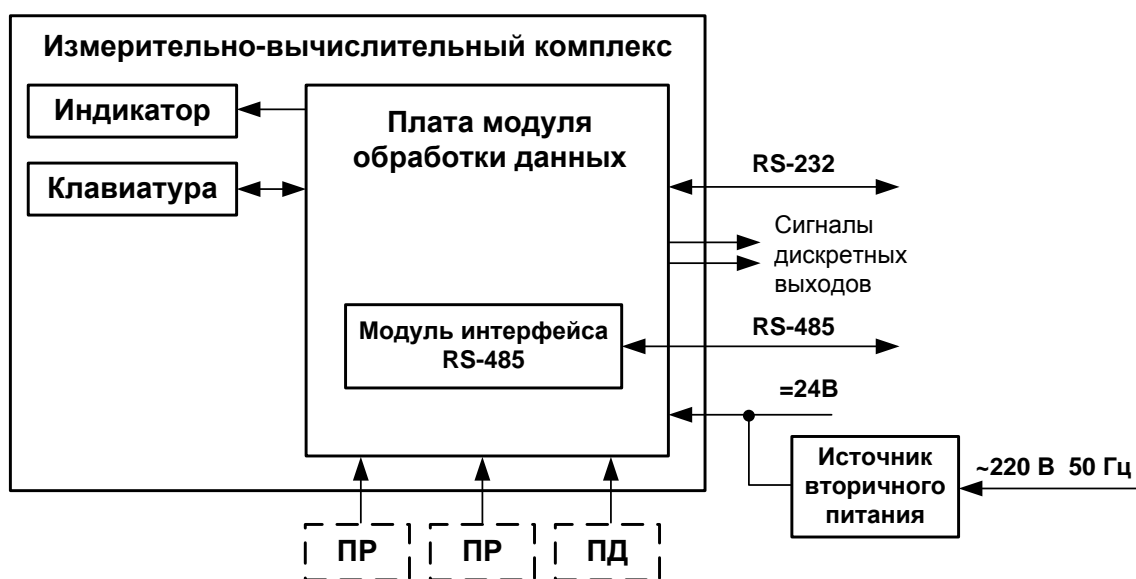 Измерительно-вычислительный комплекс
Индикатор
Клавиатура
Плата модуля
обработки данных
RS-232
Сигналы
дискретных
выходов
Модуль интерфейса
RS-485
RS-485
=24В
Источник
вторичного
питания
~220 В 50 Гц
ПР
ПР
ПД